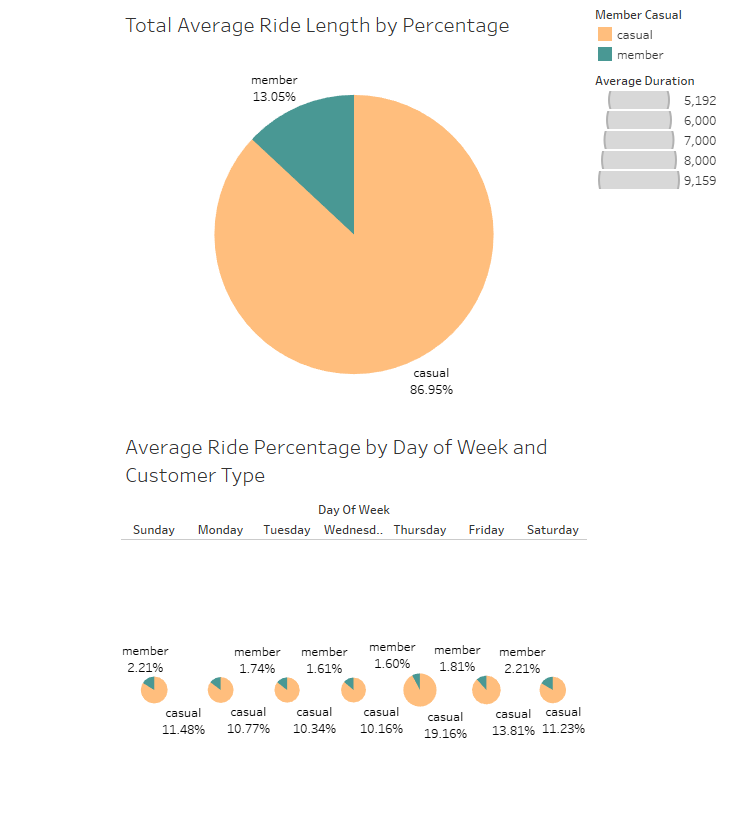 Total Average Ride Length by Percentage
Member Casual
casual
member
Average Duration
5,192
6,000
7,000
8,000
9,159
member
13.05%
casual
86.95%
Average Ride Percentage by Day of Week and
Customer Type
Day Of Week
Sunday Monday Tuesday Wednesd.. Thursday Friday Saturday
member member member member member member
2.21% 1.74% 1.61% 1.60% 1.81% 2.21%
casual casual casual casual casual casual casual
11.48% 10.77% 10.34% 10.16% 19.16% 13.81% 11.23%